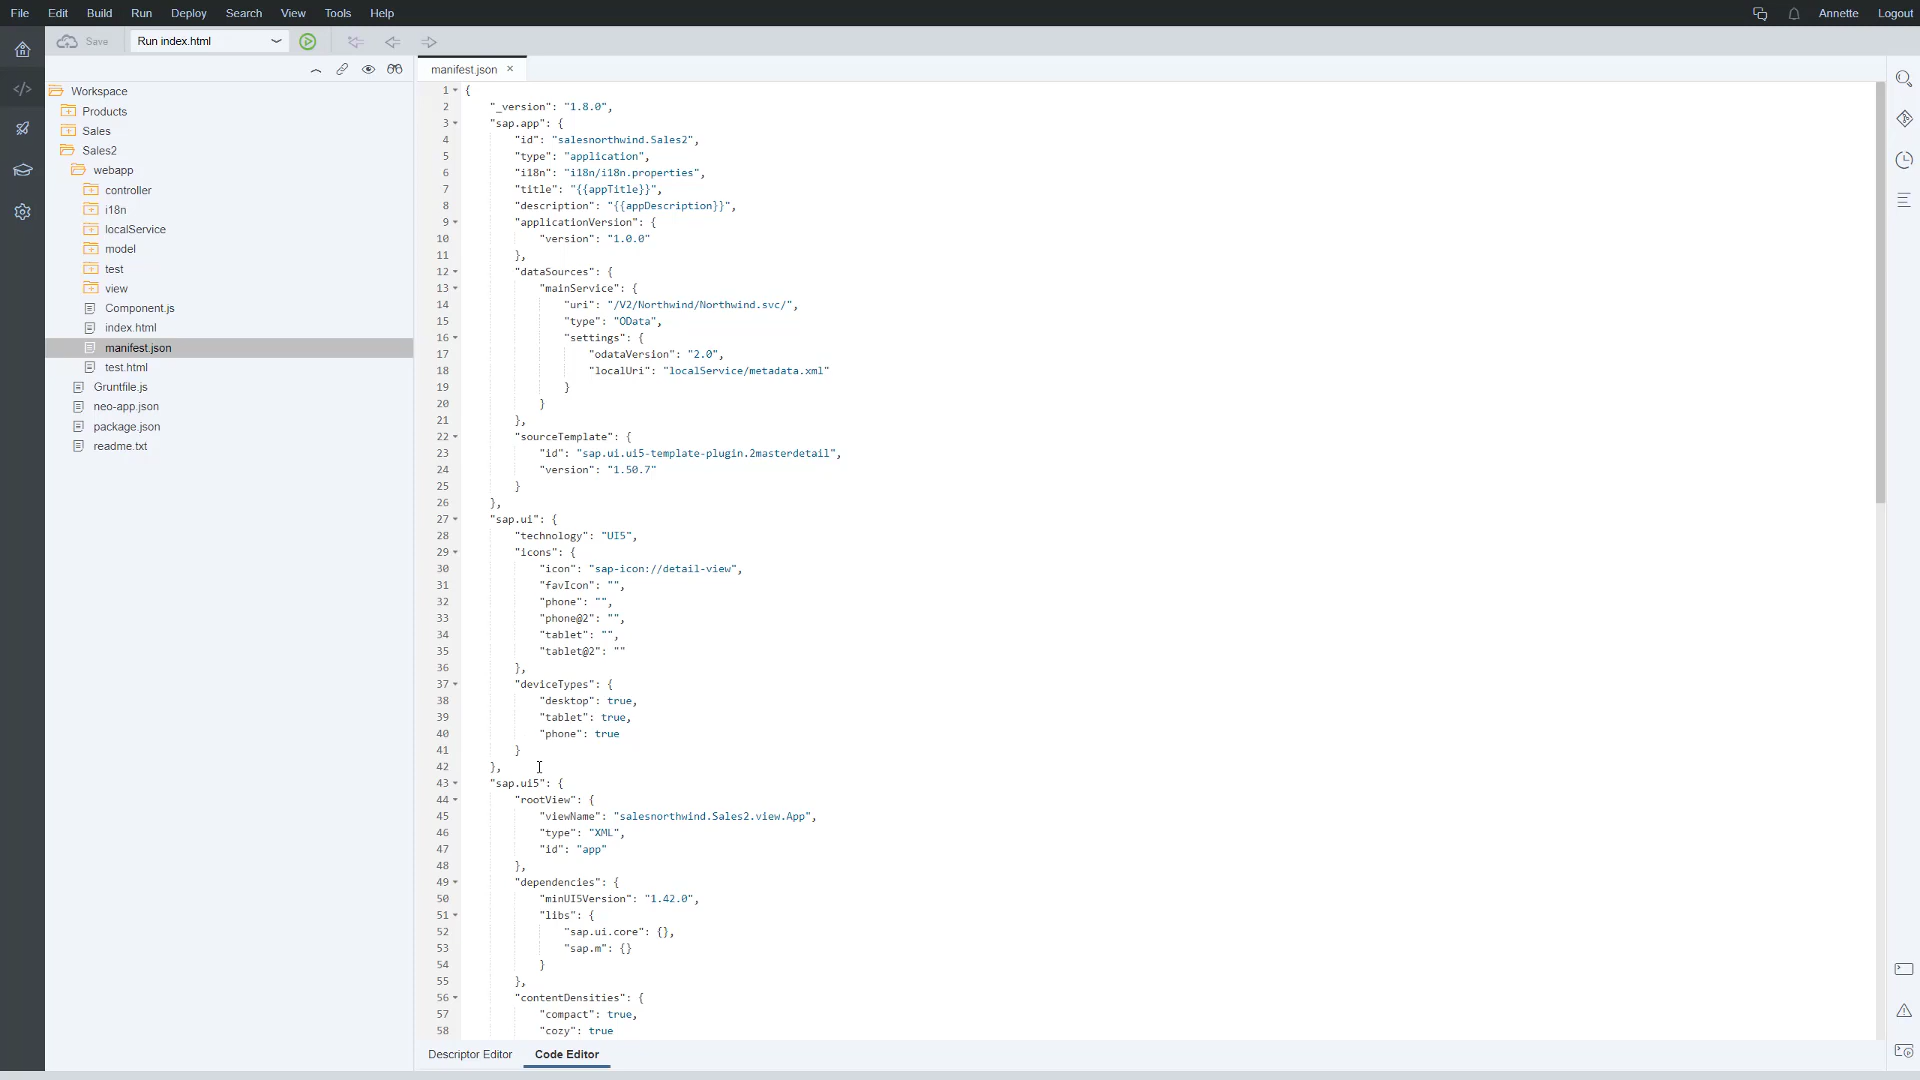 File Edit Build Run Deploy Search View Tools Help Annette Logout
Save Run index.html
manifest.json ×
Workspace
Products
Sales
Sales2
webapp
controller
i18n
localService
model
test
view
Component.js
index.html
manifest.json
test.html
Gruntfile.js
neo-app.json
package.json
readme.txt
1 {
2 "_version": "1.8.0",
3 "sap.app": {
4 "id": "salesnorthwind.Sales2",
5 "type": "application",
6 "i18n": "i18n/i18n.properties",
7 "title": "{{appTitle}}",
8 "description": "{{appDescription}}",
9 "applicationVersion": {
10 "version": "1.0.0"
11 },
12 "dataSources": {
13 "mainService": {
14 "uri": "/V2/Northwind/Northwind.svc/",
15 "type": "OData",
16 "settings": {
17 "odataVersion": "2.0",
18 "localUri": "localService/metadata.xml"
19 }
20 }
21 },
22 "sourceTemplate": {
23 "id": "sap.ui.ui5-template-plugin.2masterdetail",
24 "version": "1.50.7"
25 }
26 },
27 "sap.ui": {
28 "technology": "UI5",
29 "icons": {
30 "icon": "sap-icon://detail-view",
31 "favIcon": "",
32 "phone": "",
33 "phone@2": "",
34 "tablet": "",
35 "tablet@2": ""
36 },
37 "deviceTypes": {
38 "desktop": true,
39 "tablet": true,
40 "phone": true
41 }
42 },
43 "sap.ui5": {
44 "rootView": {
45 "viewName": "salesnorthwind.Sales2.view.App",
46 "type": "XML",
47 "id": "app"
48 },
49 "dependencies": {
50 "minUI5Version": "1.42.0",
51 "libs": {
52 "sap.ui.core": {},
53 "sap.m": {}
54 }
55 },
56 "contentDensities": {
57 "compact": true,
58 "cozy": true
Descriptor Editor Code Editor